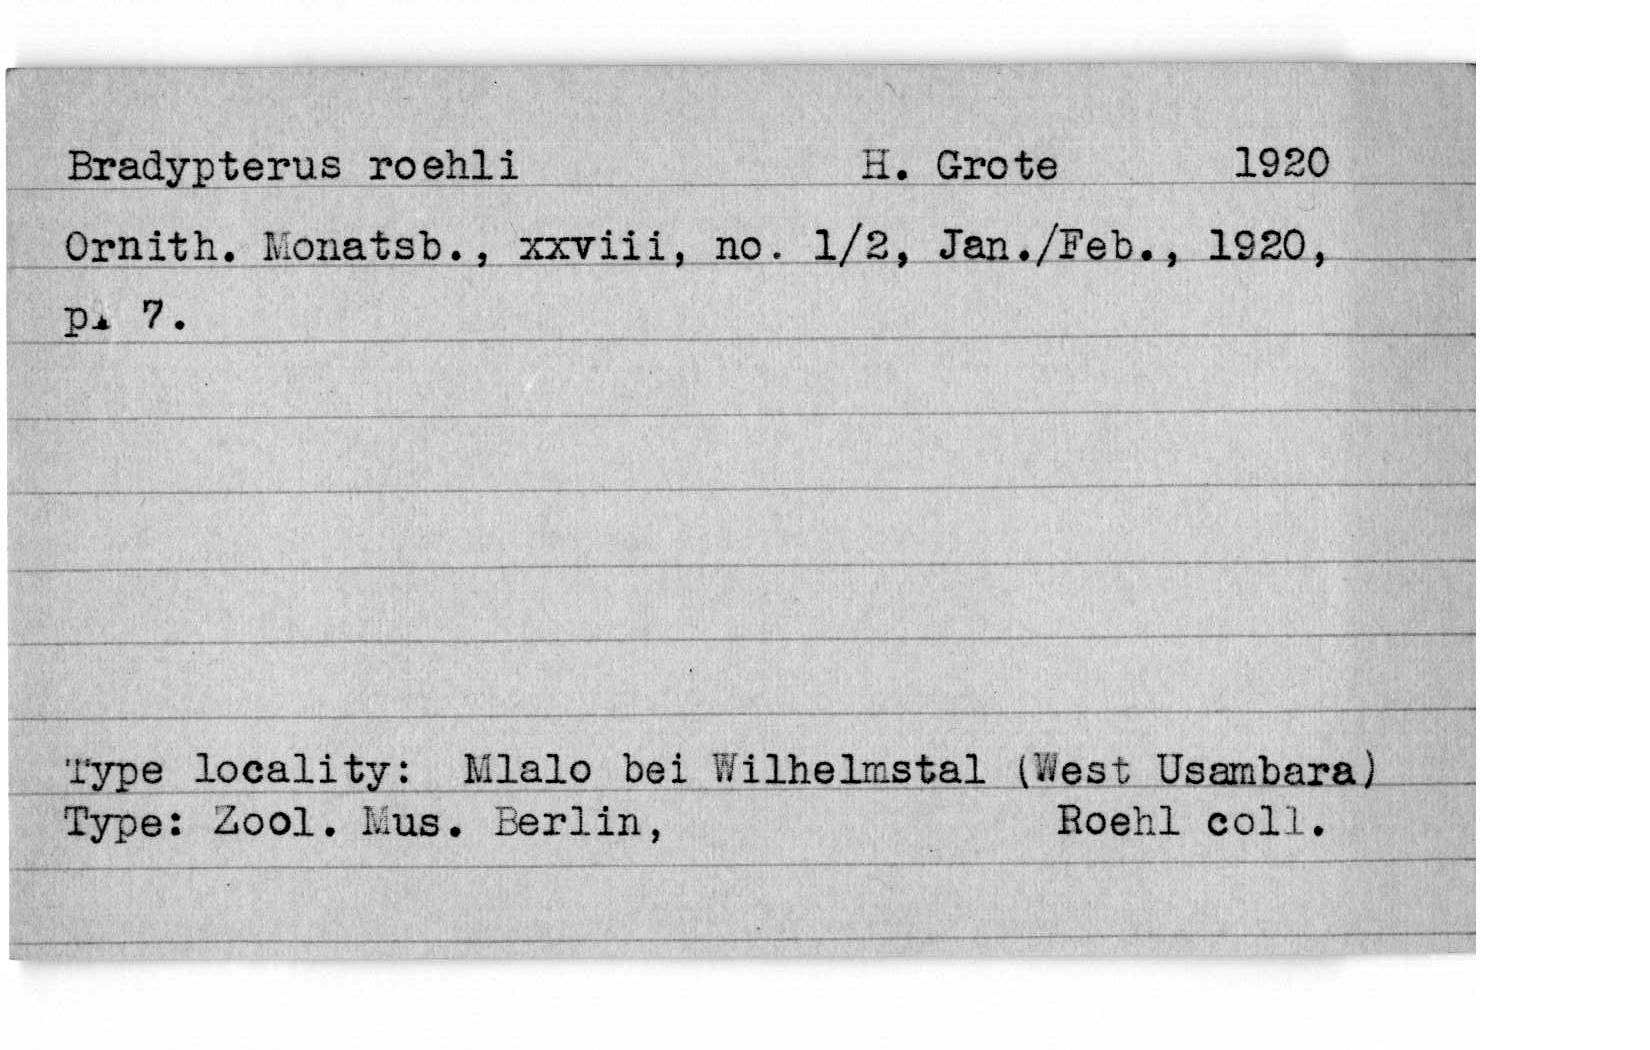 Bradypterus roehli H. Grote 1920
Ornith. Monatsb., xxviii, no. 1/2, Jan./Feb., 1920,
p. 7.
Type locality: Mlalo bei Wilhelmstal (West Usambara)
Type: Zool. Mus. Berlin, Roehl coll.